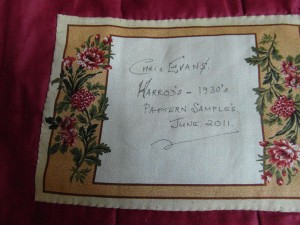 Chris Evans.
Harrod's - 1930's
Pattern Samples.
June 2011.